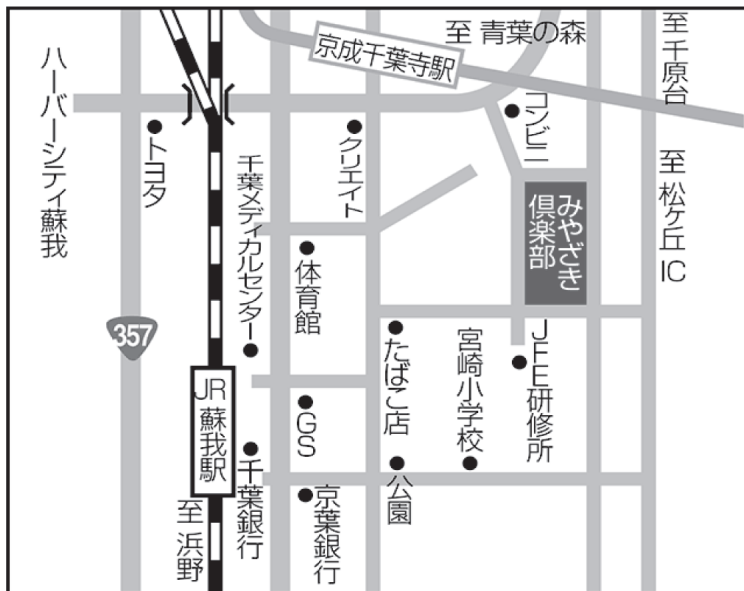 至 青葉の森
至 千原台
京成千葉寺駅
ハーバーシティ蘇我
コンビニ
トヨタ
クリエイト
千葉メディカルセンター
至 松ヶ丘IC
みやざき
倶楽部
体育館
357
たばこ店
宮崎小学校
JFE研修所
JR
蘇我駅
GS
千葉銀行
公園
京葉銀行
至 浜野